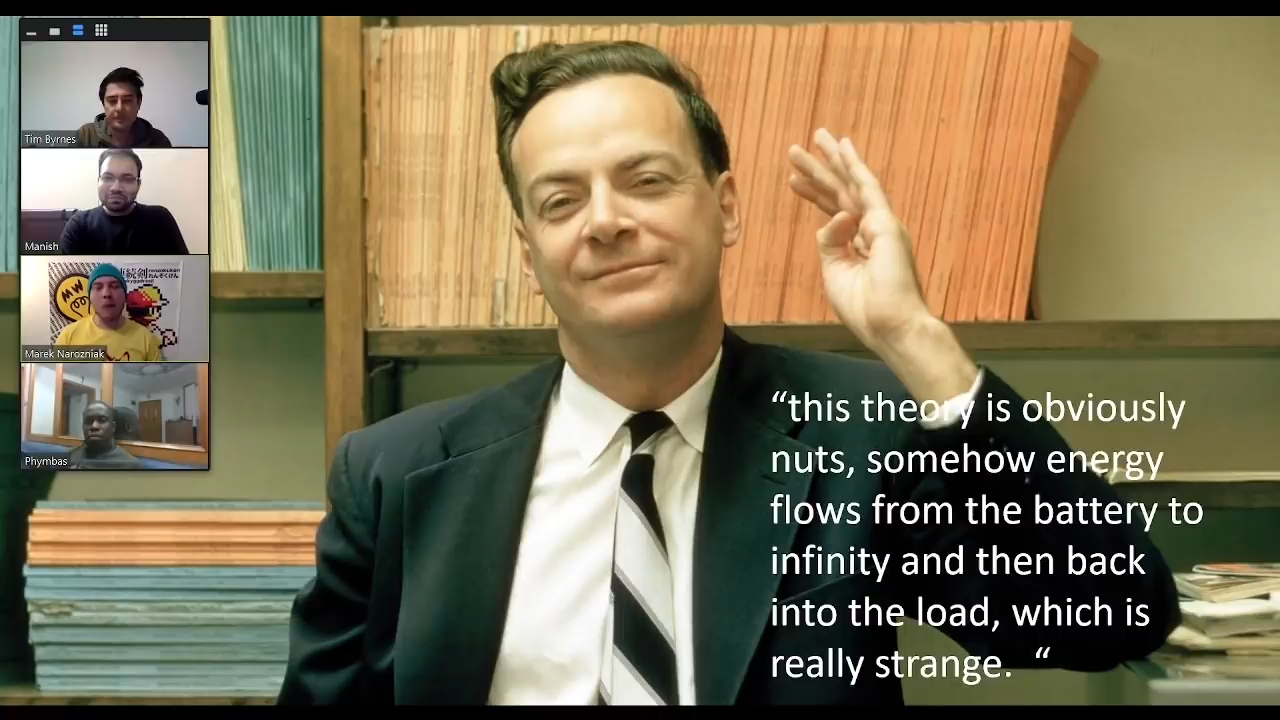 Tim Byrnes
Manish
MW
Marek Narozniak
Phymbas
“this theory is obviously
nuts, somehow energy
flows from the battery to
infinity and then back
into the load, which is
really strange. “